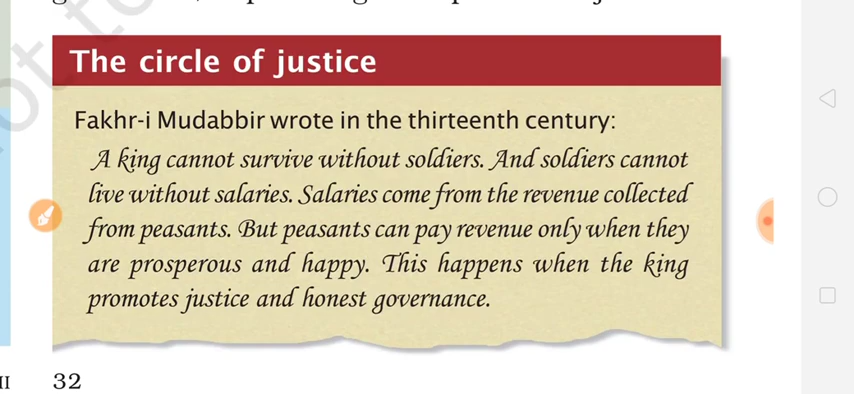 The circle of justice
Fakhr-i Mudabbir wrote in the thirteenth century:
A king cannot survive without soldiers. And soldiers cannot
live without salaries. Salaries come from the revenue collected
from peasants. But peasants can pay revenue only when they
are prosperous and happy. This happens when the king
promotes justice and honest governance.
II 32